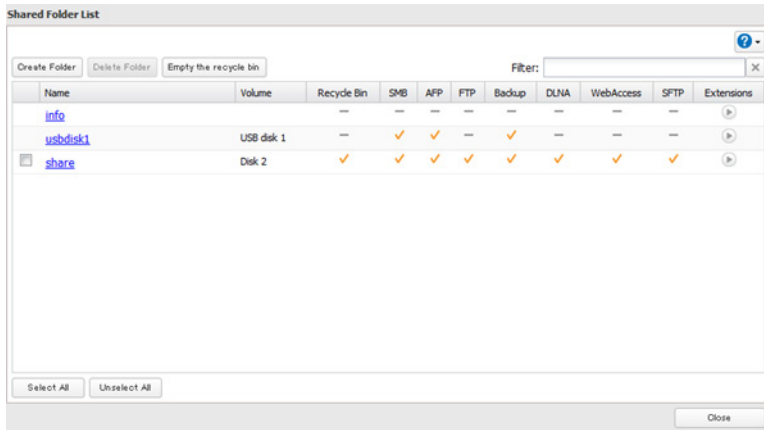 Shared Folder List
Create Folder Delete Folder Empty the recycle bin Filter:
Name Volume Recycle Bin SMB AFP FTP Backup DLNA WebAccess SFTP Extensions
info
usbdisk1 USB disk 1
share Disk 2
Select All Unselect All
Close